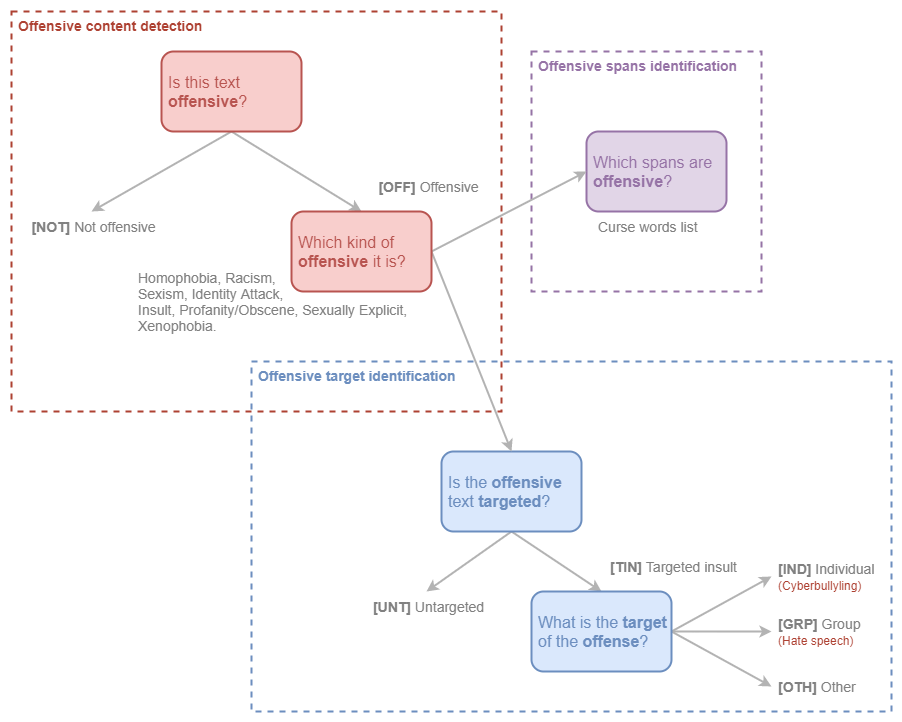 Offensive content detection
Is this text
offensive?
[NOT] Not offensive
[OFF] Offensive
Which kind of
offensive it is?
Homophobia, Racism,
Sexism, Identity Attack,
Insult, Profanity/Obscene, Sexually Explicit,
Xenophobia.
Offensive spans identification
Which spans are
offensive?
Curse words list
Offensive target identification
Is the offensive
text targeted?
[UNT] Untargeted
[TIN] Targeted insult
What is the target
of the offense?
[IND] Individual
(Cyberbullyling)
[GRP] Group
(Hate speech)
[OTH] Other